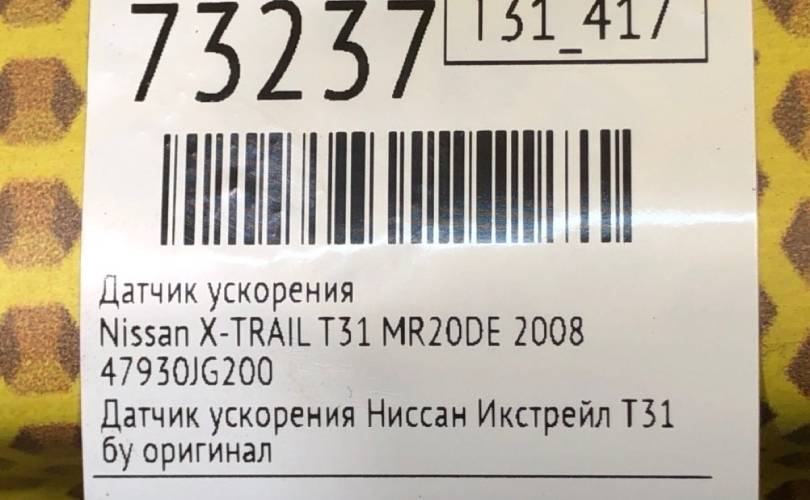 73237
T31_417
Датчик ускорения
Nissan X-TRAIL T31 MR20DE 2008
47930JG200
Датчик ускорения Ниссан Икстрейл Т31
бу оригинал